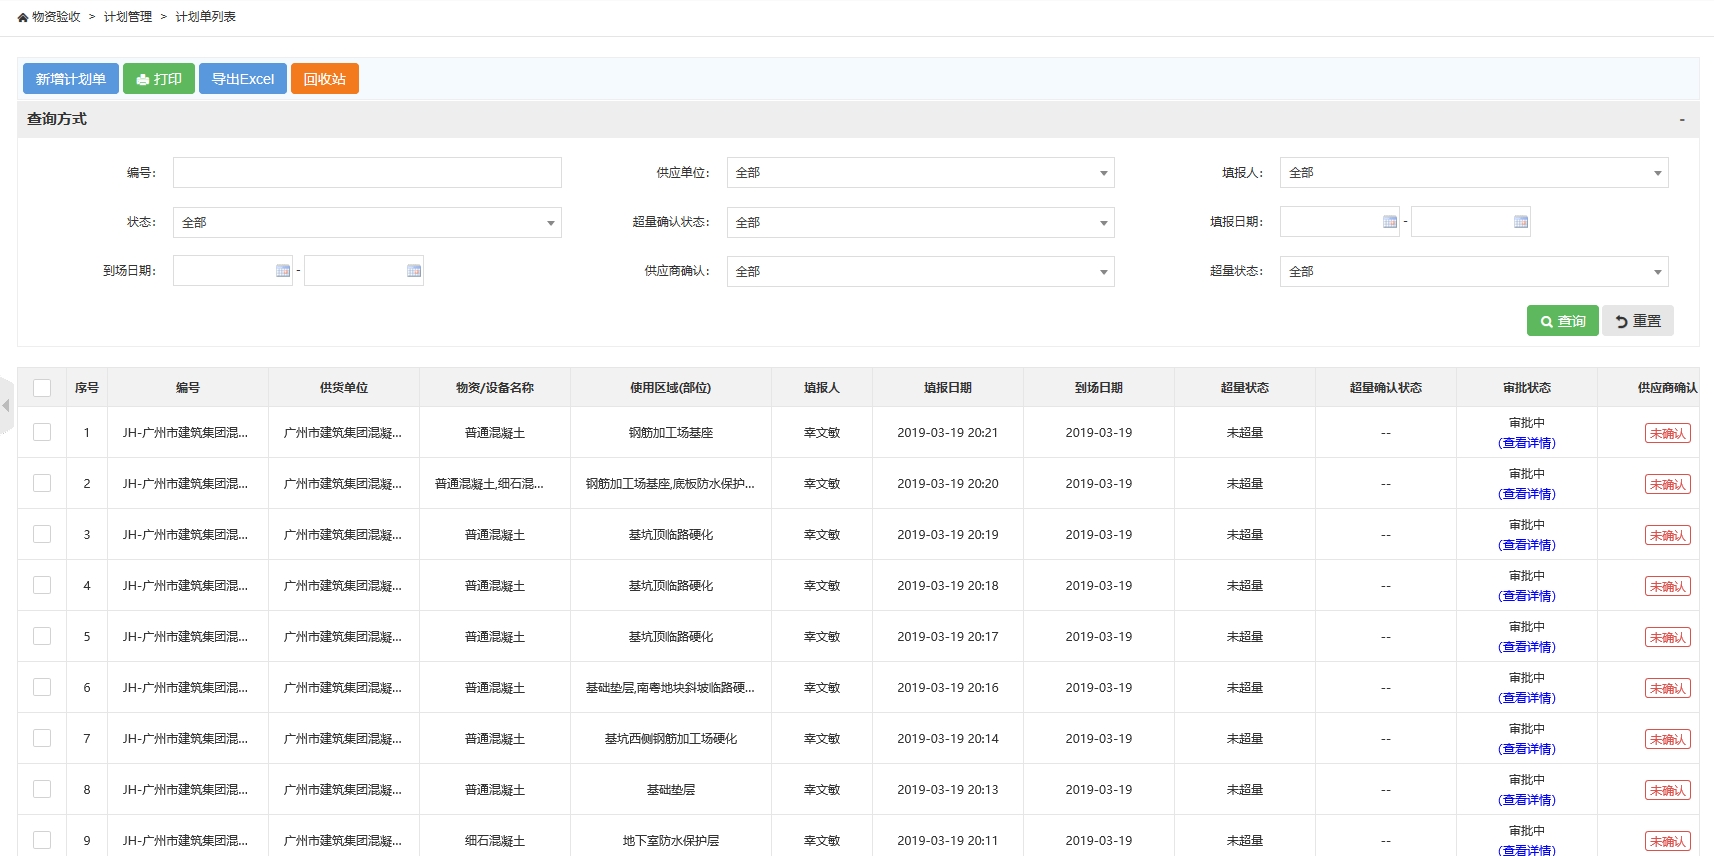 物资验收 > 计划管理 > 计划单列表
新增计划单 打印 导出Excel 回收站
查询方式 -
编号: 供应单位: 全部 填报人: 全部
状态: 全部 超量确认状态: 全部 填报日期: -
到场日期: - 供应商确认: 全部 超量状态: 全部
查询 重置
序号 编号 供货单位 物资/设备名称 使用区域(部位) 填报人 填报日期 到场日期 超量状态 超量确认状态 审批状态 供应商确认
1 JH-广州市建筑集团混... 广州市建筑集团混凝... 普通混凝土 钢筋加工场基座 幸文敏 2019-03-19 20:21 2019-03-19 未超量 -- 审批中 未确认
(查看详情)
2 JH-广州市建筑集团混... 广州市建筑集团混凝... 普通混凝土,细石混... 钢筋加工场基座,底板防水保护... 幸文敏 2019-03-19 20:20 2019-03-19 未超量 -- 审批中 未确认
(查看详情)
3 JH-广州市建筑集团混... 广州市建筑集团混凝... 普通混凝土 基坑顶临路硬化 幸文敏 2019-03-19 20:19 2019-03-19 未超量 -- 审批中 未确认
(查看详情)
4 JH-广州市建筑集团混... 广州市建筑集团混凝... 普通混凝土 基坑顶临路硬化 幸文敏 2019-03-19 20:18 2019-03-19 未超量 -- 审批中 未确认
(查看详情)
5 JH-广州市建筑集团混... 广州市建筑集团混凝... 普通混凝土 基坑顶临路硬化 幸文敏 2019-03-19 20:17 2019-03-19 未超量 -- 审批中 未确认
(查看详情)
6 JH-广州市建筑集团混... 广州市建筑集团混凝... 普通混凝土 基础垫层,南粤地块斜坡临路硬... 幸文敏 2019-03-19 20:16 2019-03-19 未超量 -- 审批中 未确认
(查看详情)
7 JH-广州市建筑集团混... 广州市建筑集团混凝... 普通混凝土 基坑西侧钢筋加工场硬化 幸文敏 2019-03-19 20:14 2019-03-19 未超量 -- 审批中 未确认
(查看详情)
8 JH-广州市建筑集团混... 广州市建筑集团混凝... 普通混凝土 基础垫层 幸文敏 2019-03-19 20:13 2019-03-19 未超量 -- 审批中 未确认
(查看详情)
9 JH-广州市建筑集团混... 广州市建筑集团混凝... 细石混凝土 地下室防水保护层 幸文敏 2019-03-19 20:11 2019-03-19 未超量 -- 审批中 未确认
(查看详情)